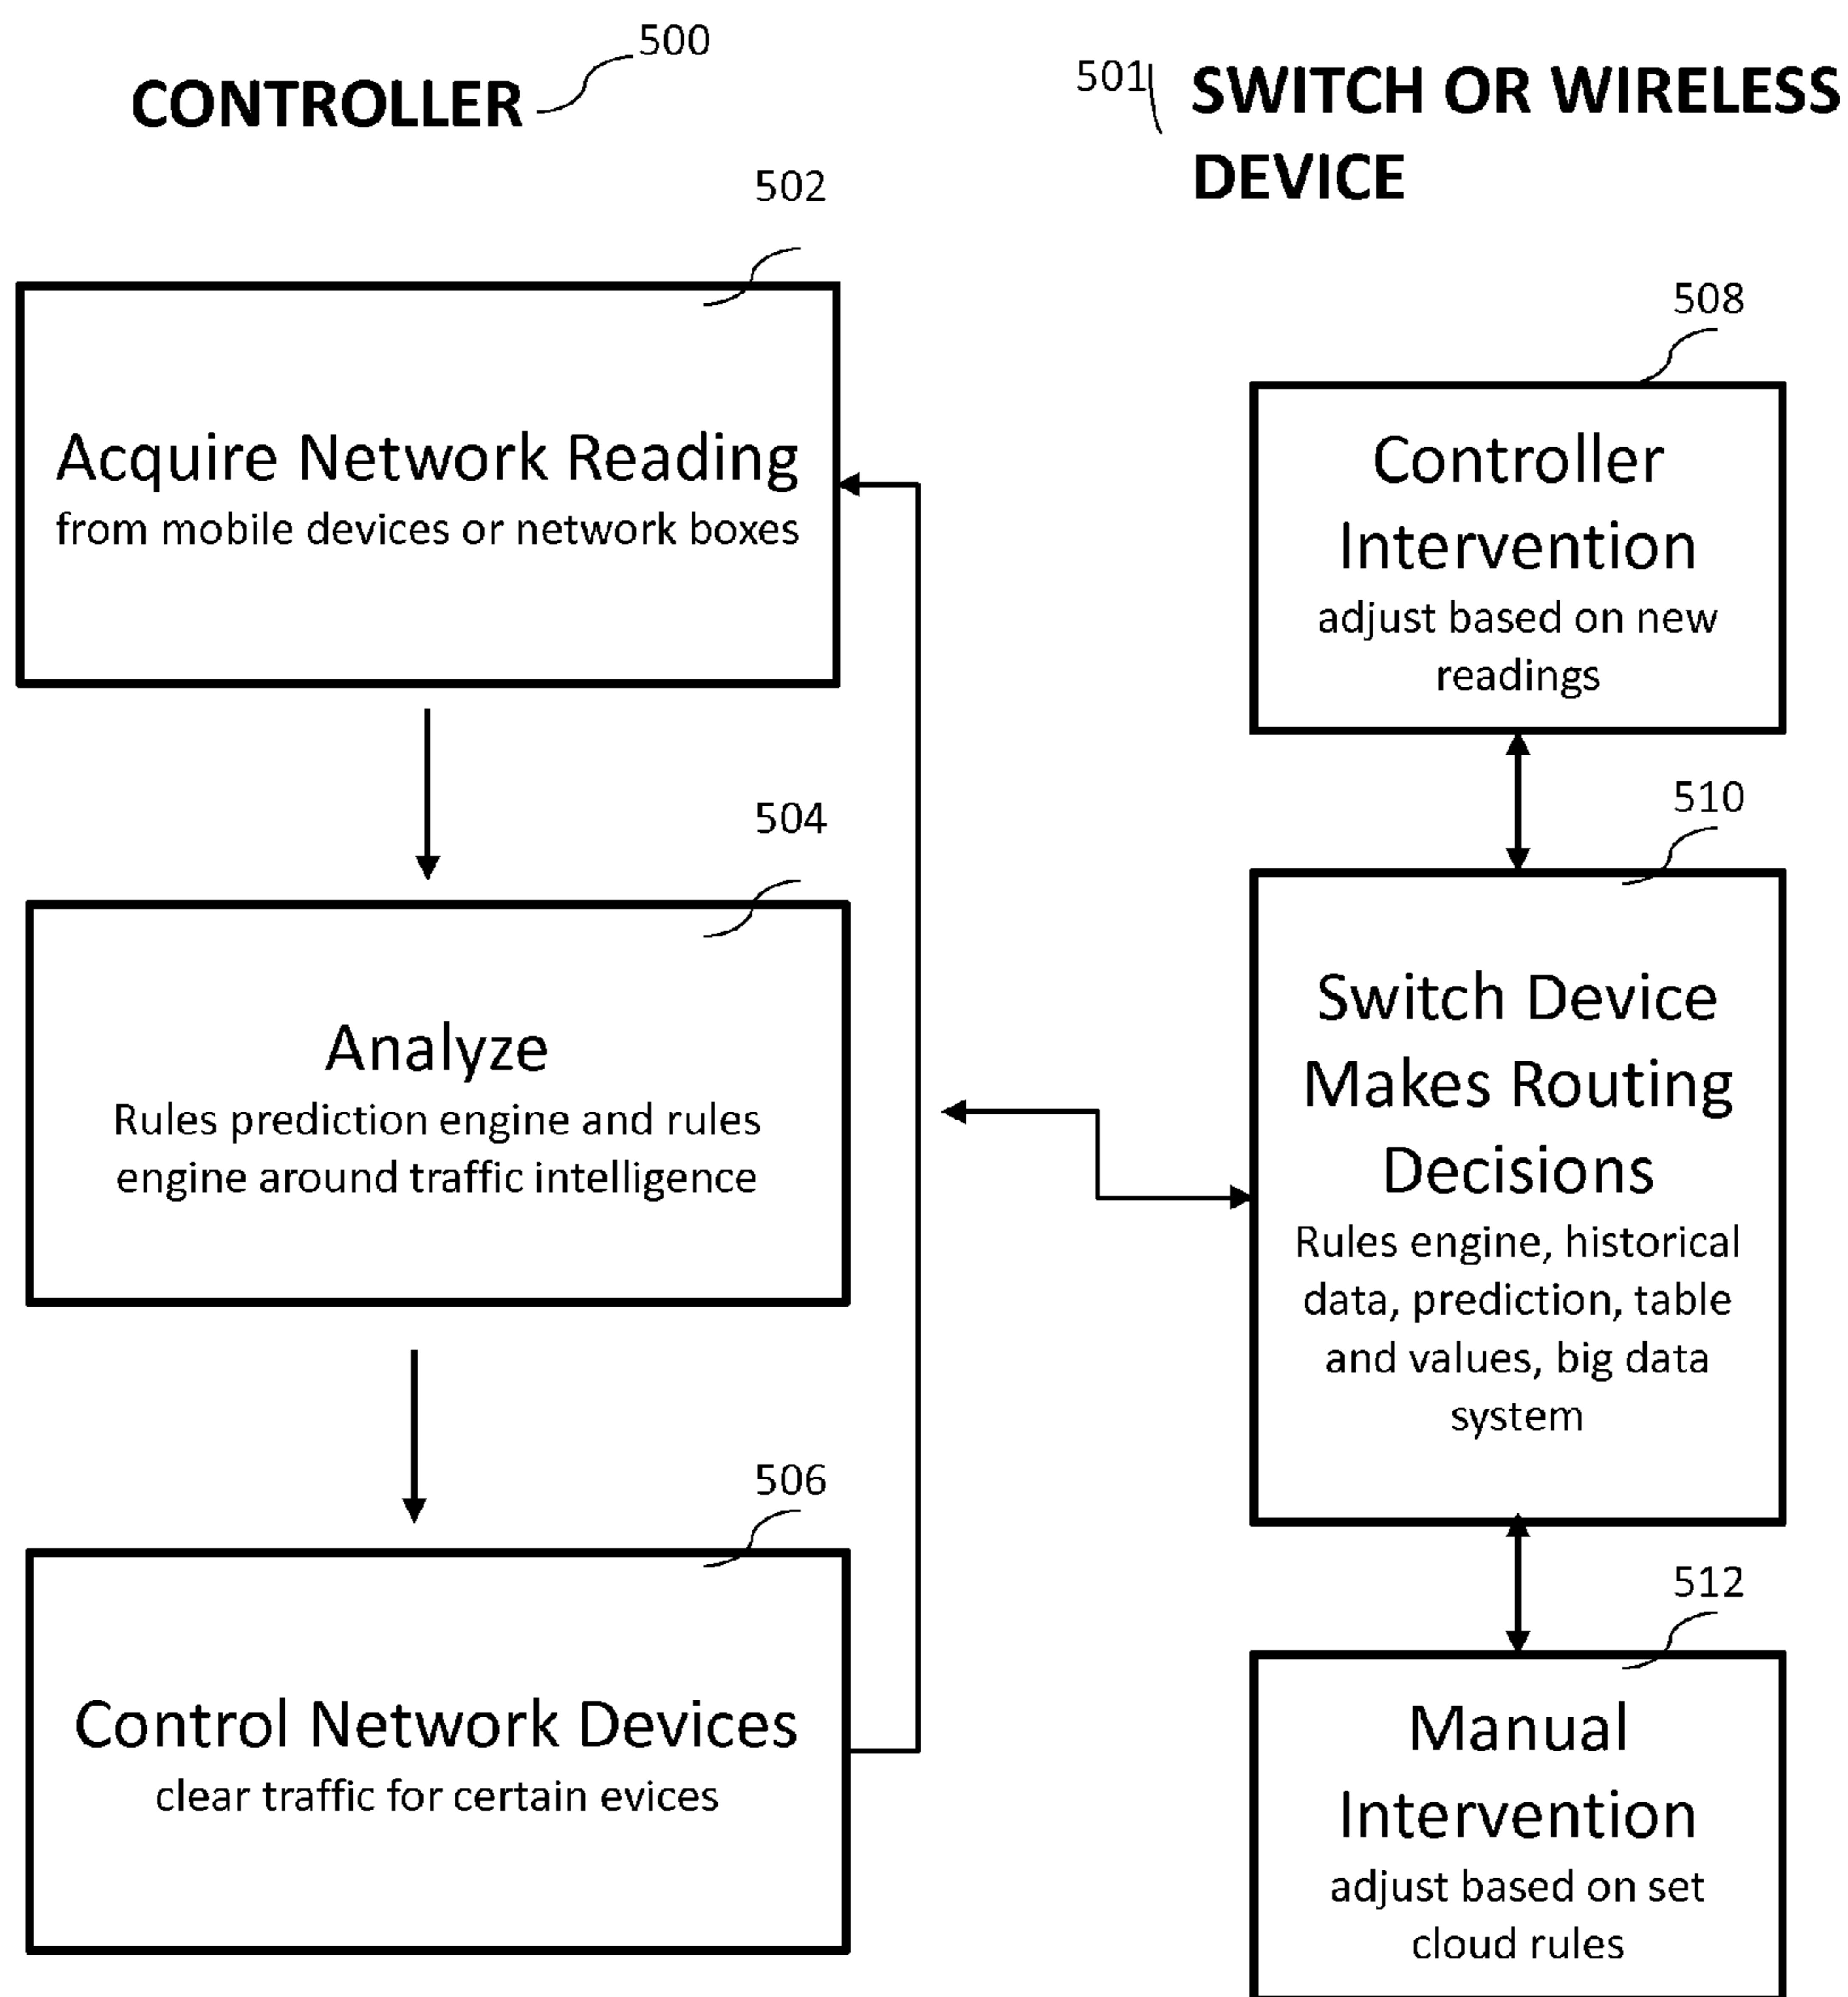 CONTROLLER
500
502
Acquire Network Reading
from mobile devices or network boxes
504
Analyze
Rules prediction engine and rules
engine around traffic intelligence
506
Control Network Devices
clear traffic for certain evices
501
SWITCH OR WIRELESS
DEVICE
508
Controller
Intervention
adjust based on new
readings
510
Switch Device
Makes Routing
Decisions
Rules engine, historical
data, prediction, table
and values, big data
system
512
Manual
Intervention
adjust based on set
cloud rules